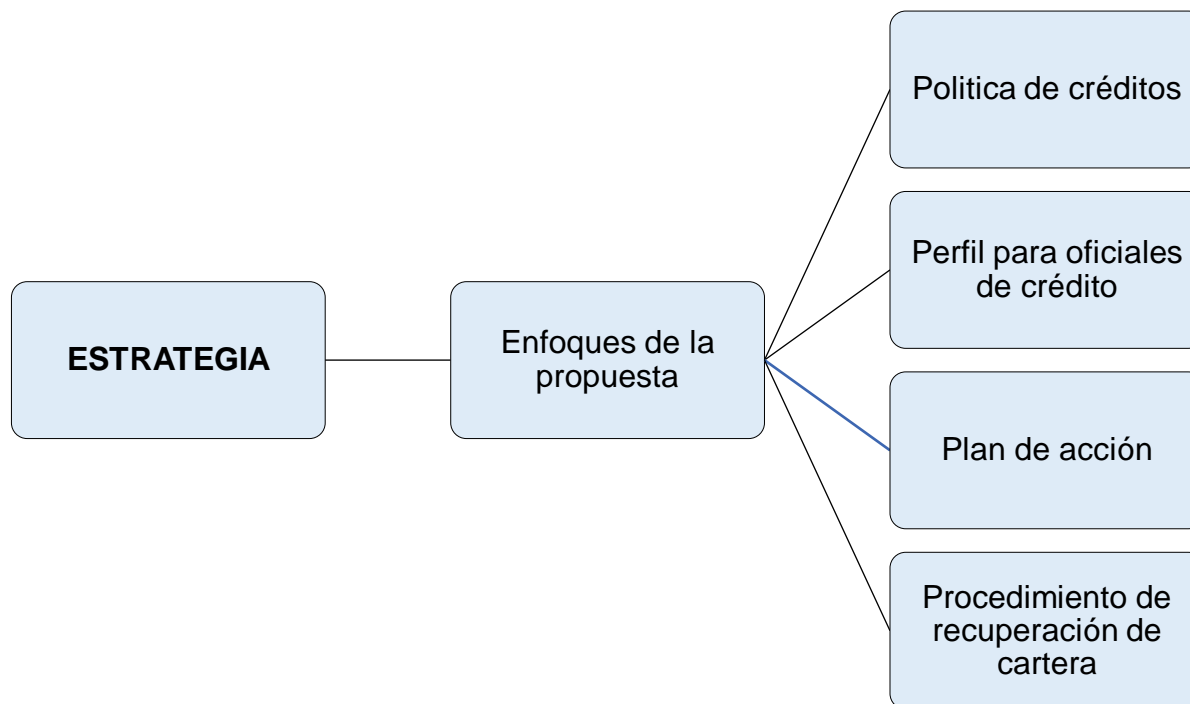 Politica de créditos
Perfil para oficiales
de crédito
ESTRATEGIA
Enfoques de la
propuesta
Plan de acción
Procedimiento de
recuperación de
cartera